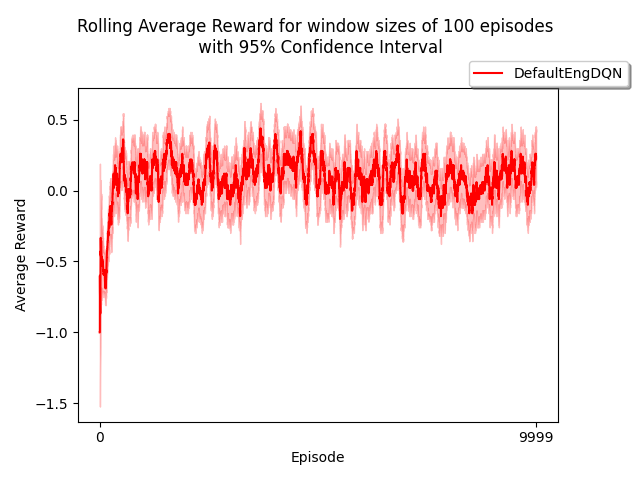 Rolling Average Reward for window sizes of 100 episodes
with 95% Confidence Interval
DefaultEngDQN
0.5
0.0
−0.5
−1.0
−1.5
Average Reward
0
9999
Episode